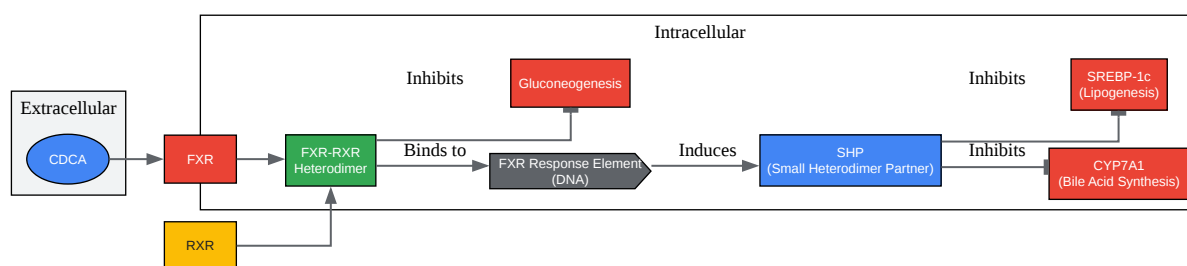 Intracellular
Extracellular
CDCA
FXR
RXR
FXR-RXR
Heterodimer
Inhibits
Gluconeogenesis
Binds to
FXR Response Element
(DNA)
Induces
SHP
(Small Heterodimer Partner)
Inhibits
SREBP-1c
(Lipogenesis)
Inhibits
CYP7A1
(Bile Acid Synthesis)